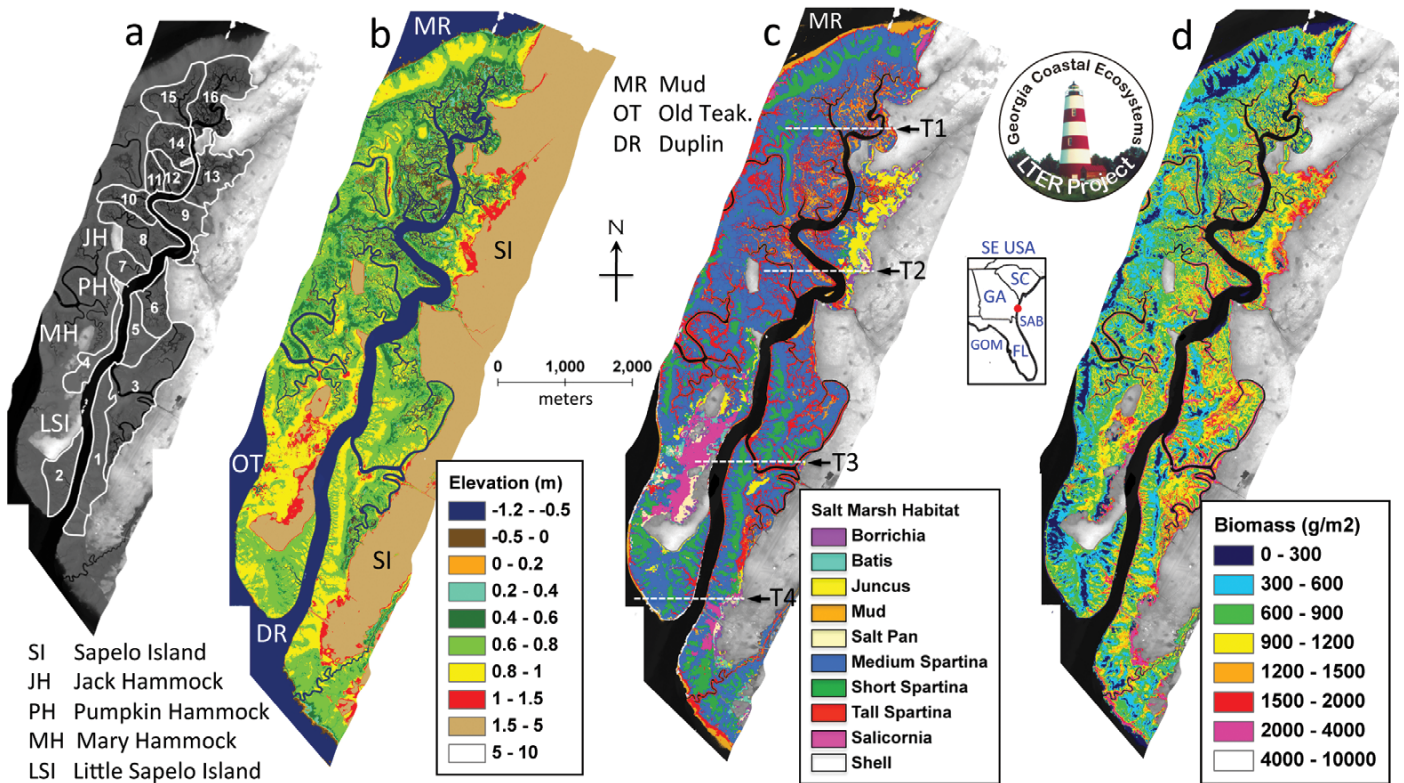 a
15
16
14
11
12
13
10
9
JH
8
7
PH
6
MH
5
4
3
LSI
1
2
SI Sapelo Island
JH Jack Hammock
PH Pumpkin Hammock
MH Mary Hammock
LSI Little Sapelo Island
b
MR
SI
OT
SI
DR
Elevation (m)
-1.2 - -0.5
-0.5 - 0
0 - 0.2
0.2 - 0.4
0.4 - 0.6
0.6 - 0.8
0.8 - 1
1 - 1.5
1.5 - 5
5 - 10
MR Mud
OT Old Teak.
DR Duplin
N
0 1,000 2,000
meters
c
MR
T1
T2
T3
T4
Salt Marsh Habitat
Borrichia
Batis
Juncus
Mud
Salt Pan
Medium Spartina
Short Spartina
Tall Spartina
Salicornia
Shell
Georgia Coastal Ecosystems
LTER Project
SE USA
SC
GA
SAB
GOM
FL
d
Biomass (g/m2)
0 - 300
300 - 600
600 - 900
900 - 1200
1200 - 1500
1500 - 2000
2000 - 4000
4000 - 10000